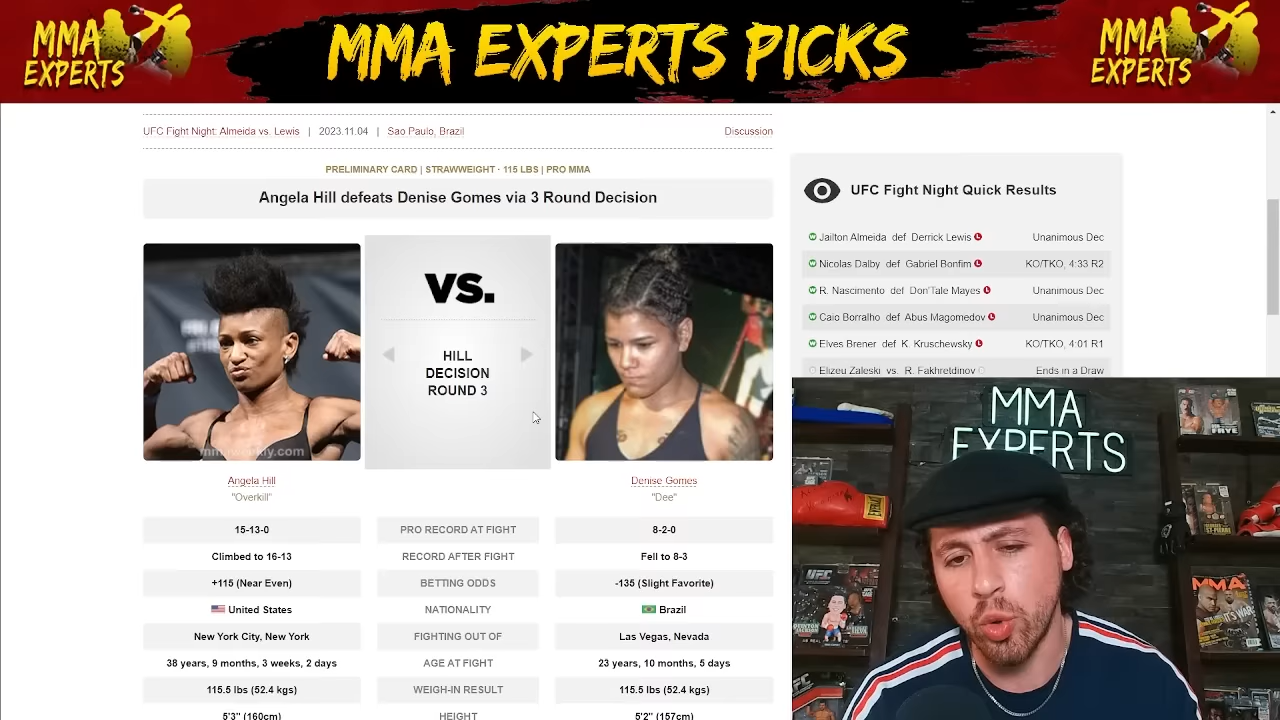 MMA EXPERTS
MMA EXPERTS PICKS
MMA EXPERTS
UFC Fight Night: Almeida vs. Lewis | 2023.11.04 | Sao Paulo, Brazil
Discussion
PRELIMINARY CARD | STRAWWEIGHT · 115 LBS | PRO MMA
Angela Hill defeats Denise Gomes via 3 Round Decision
VS.
HILL
DECISION
ROUND 3
mmaweekly.com
Angela Hill
Denise Gomes
"Overkill"
"Dee"
15-13-0 PRO RECORD AT FIGHT 8-2-0
Climbed to 16-13 RECORD AFTER FIGHT Fell to 8-3
+115 (Near Even) BETTING ODDS -135 (Slight Favorite)
United States NATIONALITY Brazil
New York City, New York FIGHTING OUT OF Las Vegas, Nevada
38 years, 9 months, 3 weeks, 2 days AGE AT FIGHT 23 years, 10 months, 5 days
115.5 lbs (52.4 kgs) WEIGH-IN RESULT 115.5 lbs (52.4 kgs)
5'3" (160cm) HEIGHT 5'2" (157cm)
UFC Fight Night Quick Results
W Jailton Almeida def Derrick Lewis L Unanimous Dec
W Nicolas Dalby def Gabriel Bonfim L KO/TKO, 4:33 R2
W R. Nascimento def Don'Tale Mayes L Unanimous Dec
W Caio Borralho def Abus Magomedov L Unanimous Dec
W Elves Brener def K. Kruschewsky L KO/TKO, 4:01 R1
Elizeu Zaleski vs. R. Fakhretdinov Ends in a Draw
MMA
EXPERTS
UFC
FRYE
ST-PIERRE
MMA
UFC